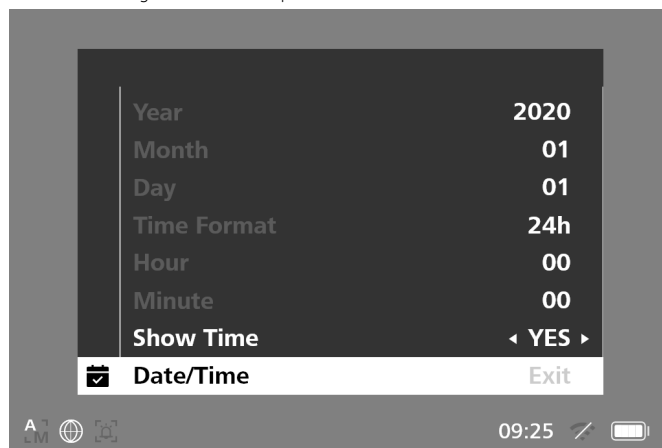 Year 2020
Month 01
Day 01
Time Format 24h
Hour 00
Minute 00
Show Time YES
Date/Time Exit
A M 09:25